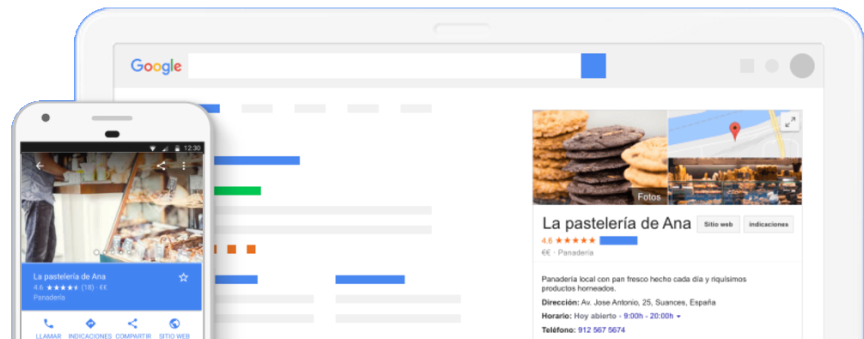 Google
12:30
La pastelería de Ana
4.6 ★★★★★ (18) · €€
Panadería
LLAMAR INDICACIONES COMPARTIR SITIO WEB
Fotos
La pastelería de Ana Sitio web Indicaciones
4.6 ★★★★★
€€ · Panadería
Panadería local con pan fresco hecho cada día y riquísimos
productos horneados.
Dirección: Av. Jose Antonio, 25, Suances, España
Horario: Hoy abierto - 9:00h - 20:00h
Teléfono: 912 567 5674